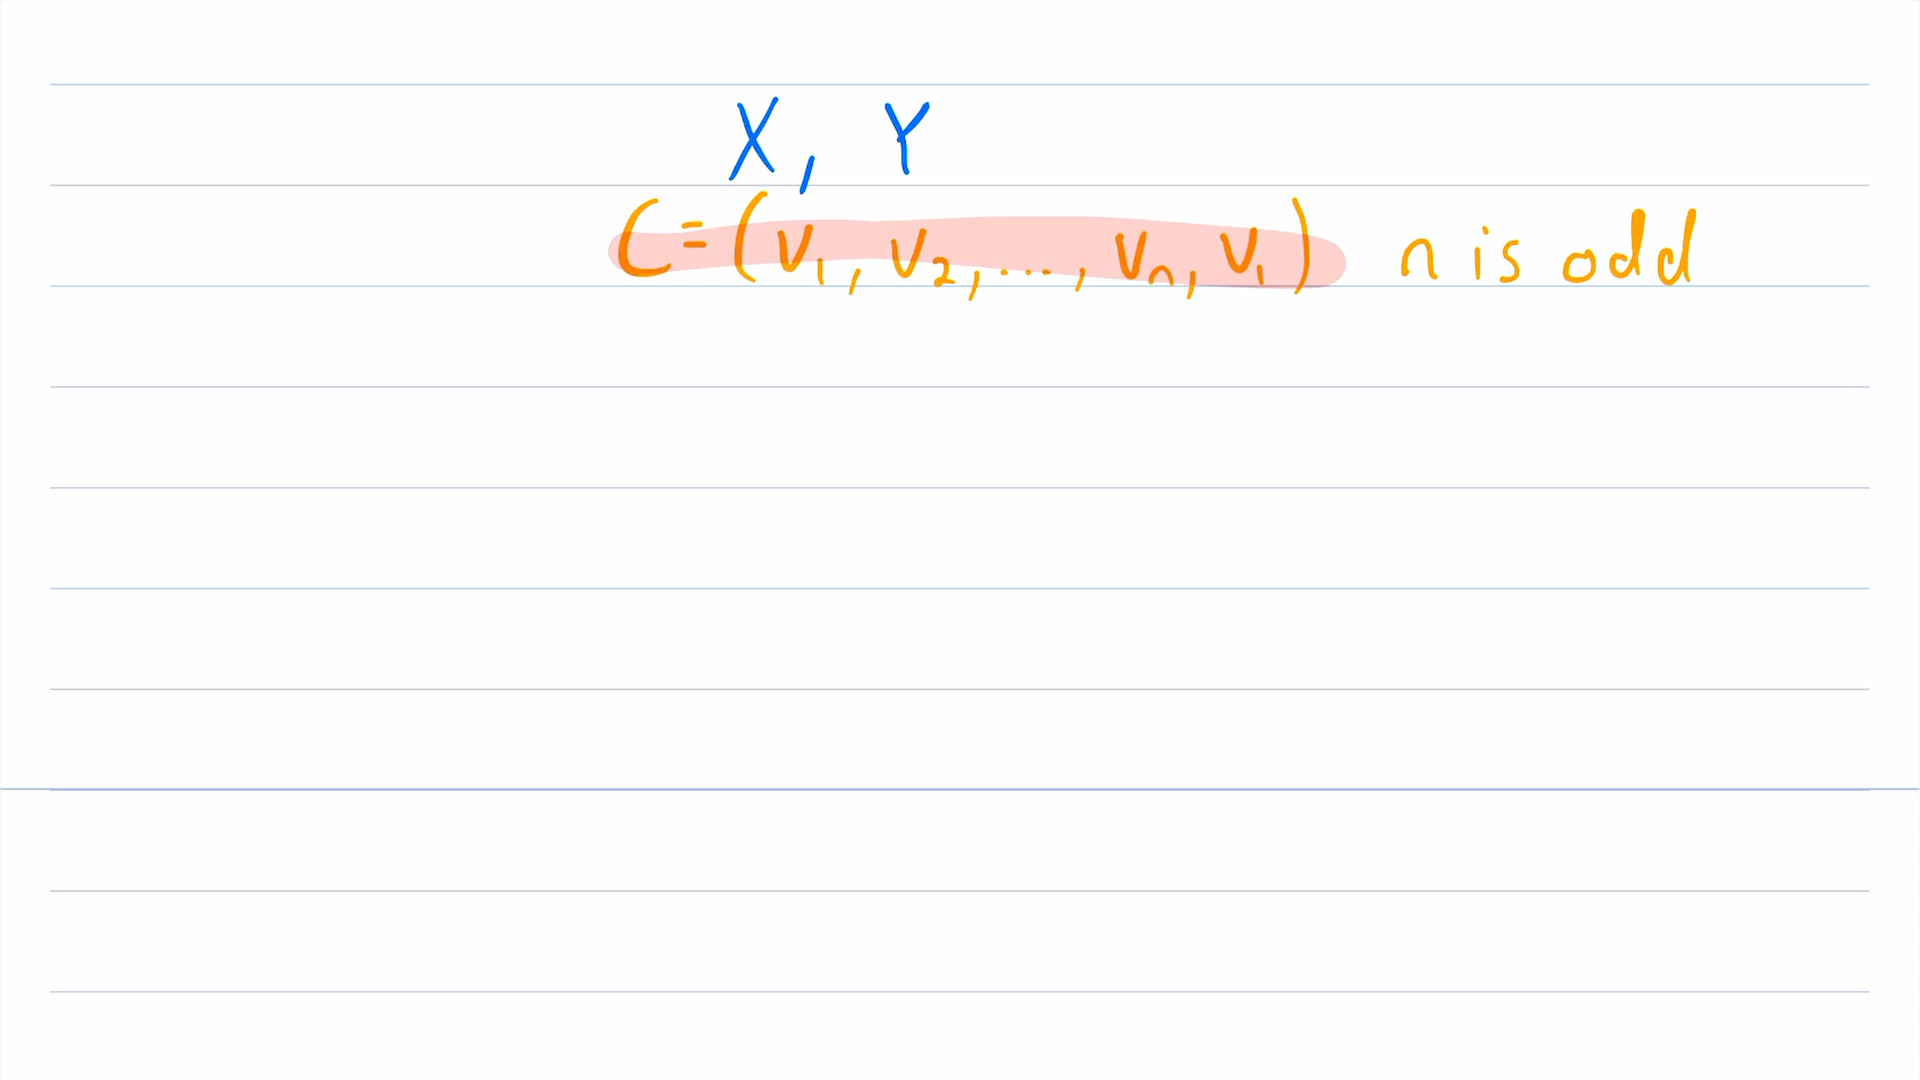 X, Y
C = (v₁, v₂, ..., vₙ, v₁) n is odd